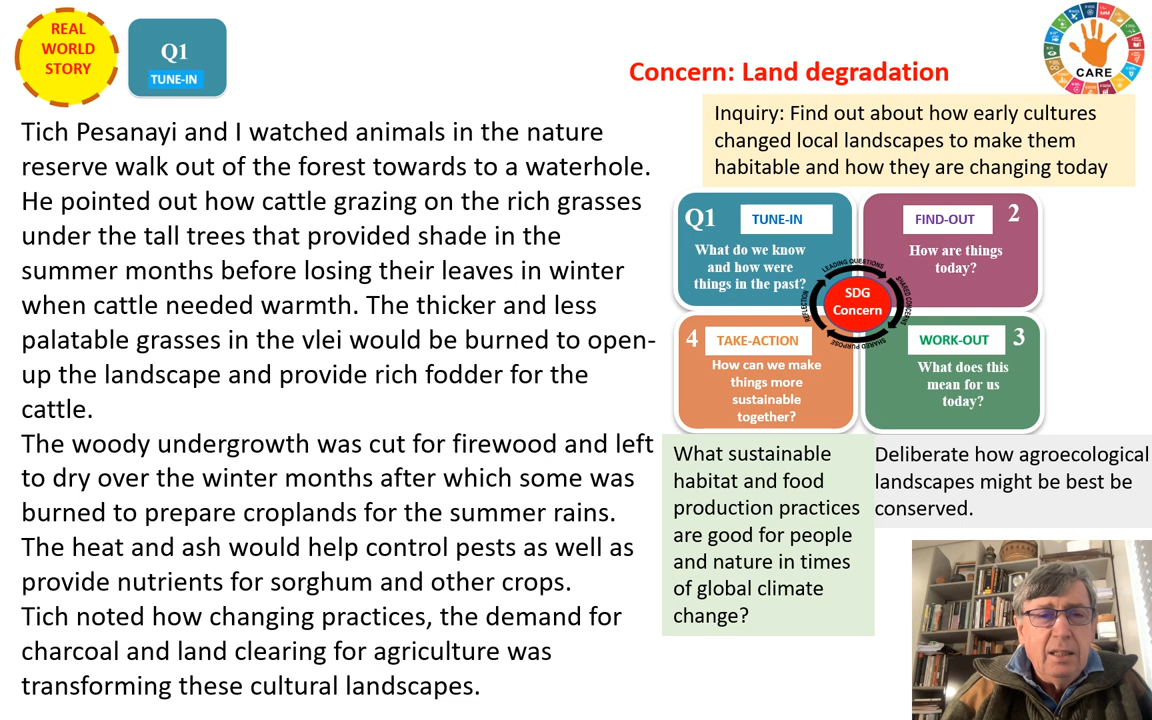 REAL
WORLD
STORY
Q1
TUNE-IN
Concern: Land degradation
CARE
Inquiry: Find out about how early cultures
changed local landscapes to make them
habitable and how they are changing today
Tich Pesanayi and I watched animals in the nature
reserve walk out of the forest towards to a waterhole.
He pointed out how cattle grazing on the rich grasses
under the tall trees that provided shade in the
summer months before losing their leaves in winter
when cattle needed warmth. The thicker and less
palatable grasses in the vlei would be burned to open-
up the landscape and provide rich fodder for the
cattle.
The woody undergrowth was cut for firewood and left
to dry over the winter months after which some was
burned to prepare croplands for the summer rains.
The heat and ash would help control pests as well as
provide nutrients for sorghum and other crops.
Tich noted how changing practices, the demand for
charcoal and land clearing for agriculture was
transforming these cultural landscapes.
Q1 TUNE-IN
What do we know
and how were
things in the past?
FIND-OUT 2
How are things
today?
LEADING QUESTIONS
SHARED CONCERN
SHARED PURPOSE
REFLECTION
SDG
Concern
4 TAKE-ACTION
How can we make
things more
sustainable
together?
WORK-OUT 3
What does this
mean for us
today?
What sustainable
habitat and food
production practices
are good for people
and nature in times
of global climate
change?
Deliberate how agroecological
landscapes might be best be
conserved.